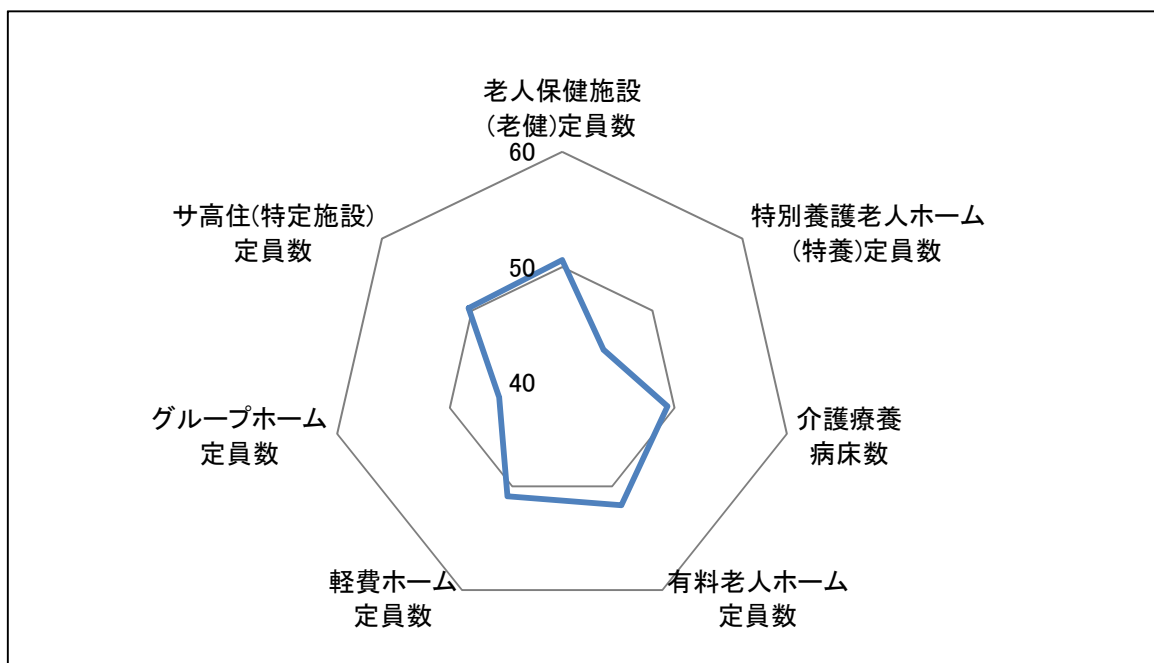 老人保健施設
(老健)定員数
60
サ高住(特定施設)
定員数
特別養護老人ホーム
(特養)定員数
50
40
グループホーム
定員数
介護療養
病床数
軽費ホーム
定員数
有料老人ホーム
定員数